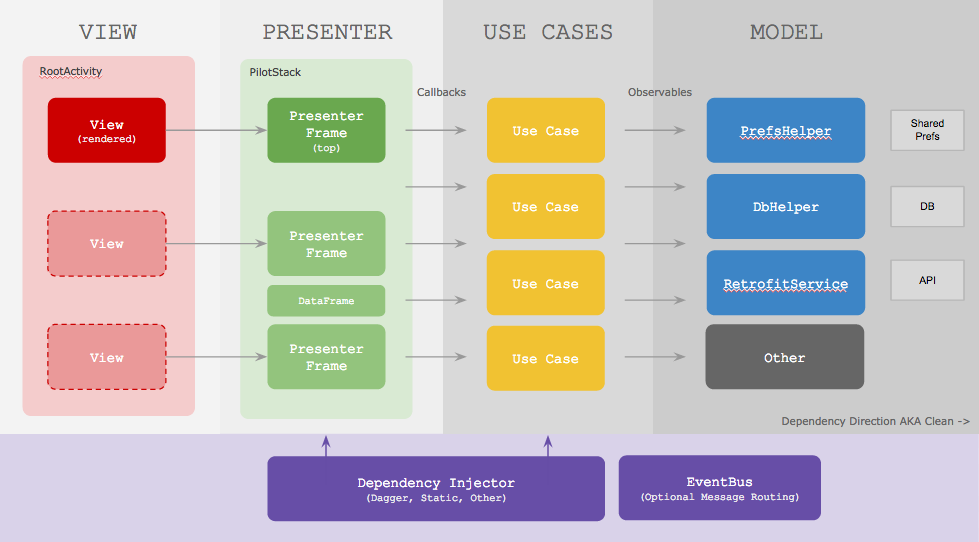 VIEW
PRESENTER
USE CASES
MODEL
RootActivity
PilotStack
Callbacks
Observables
View
(rendered)
Presenter
Frame
(top)
Use Case
PrefsHelper
Shared
Prefs
Use Case
DbHelper
DB
View
Presenter
Frame
Use Case
RetrofitService
API
DataFrame
View
Presenter
Frame
Use Case
Other
Dependency Direction AKA Clean ->
Dependency Injector
(Dagger, Static, Other)
EventBus
(Optional Message Routing)